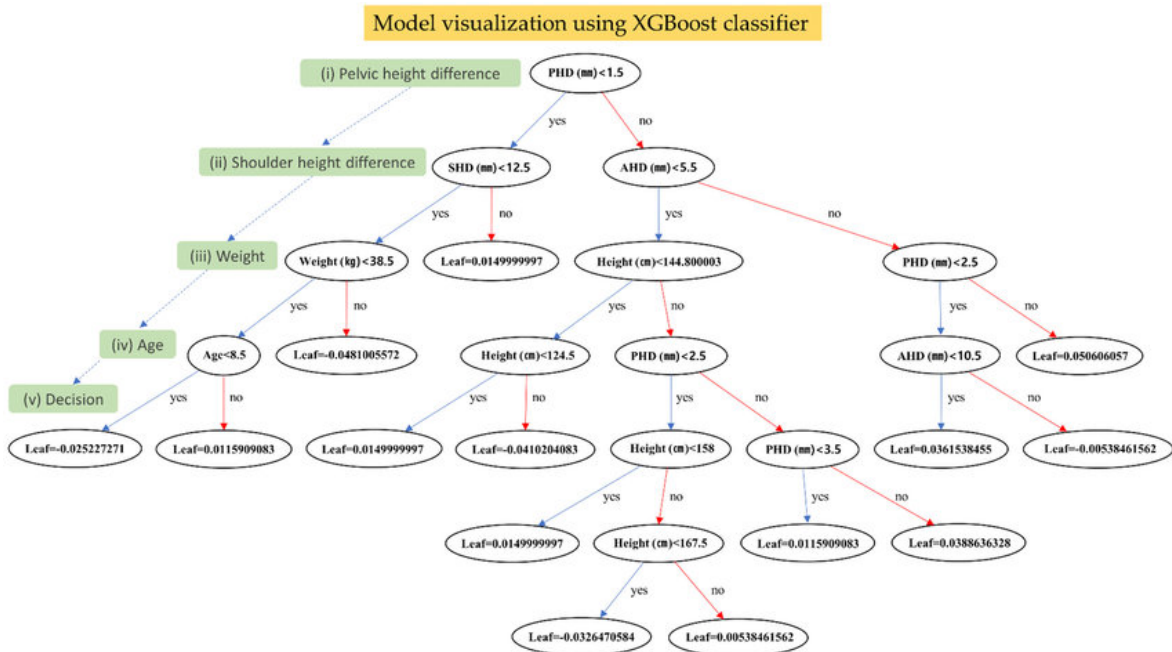 Model visualization using XGBoost classifier
(i) Pelvic height difference
PHD (㎜)<1.5
yes
no
(ii) Shoulder height difference
SHD (㎜)<12.5
AHD (㎜)<5.5
yes
no
yes
no
(iii) Weight
Weight (㎏)<38.5
Leaf=0.0149999997
Height (㎝)<144.800003
PHD (㎜)<2.5
yes
no
yes
no
yes
no
(iv) Age
Age<8.5
Leaf=-0.0481005572
Height (㎝)<124.5
PHD (㎜)<2.5
AHD (㎜)<10.5
Leaf=0.050606057
(v) Decision
yes
no
yes
no
yes
no
yes
no
Leaf=-0.025227271
Leaf=0.0115909083
Leaf=0.0149999997
Leaf=-0.0410204083
Height (㎝)<158
PHD (㎜)<3.5
Leaf=0.0361538455
Leaf=-0.00538461562
yes
no
yes
no
Leaf=0.0149999997
Height (㎝)<167.5
Leaf=0.0115909083
Leaf=0.0388636328
yes
no
Leaf=-0.0326470584
Leaf=0.00538461562